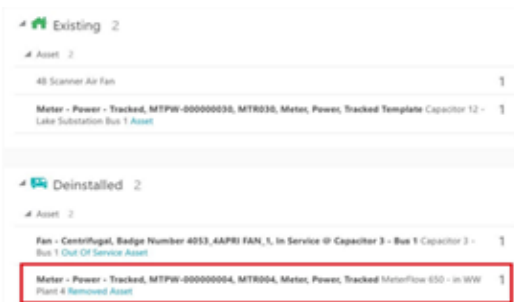 Existing 2
Asset 2
4B Scanner Air Fan 1
Meter - Power - Tracked, MTPW-000000030, MTR030, Meter, Power, Tracked Template Capacitor 12 - 1
Lake Substation Bus 1 Asset
Deinstalled 2
Asset 2
Fan - Centrifugal, Badge Number 4053_4APRI FAN_1, In Service @ Capacitor 3 - Bus 1 Capacitor 3 - 1
Bus 1 Out Of Service Asset
Meter - Power - Tracked, MTPW-000000004, MTR004, Meter, Power, Tracked MeterFlow 650 - in WW 1
Plant 4 Removed Asset